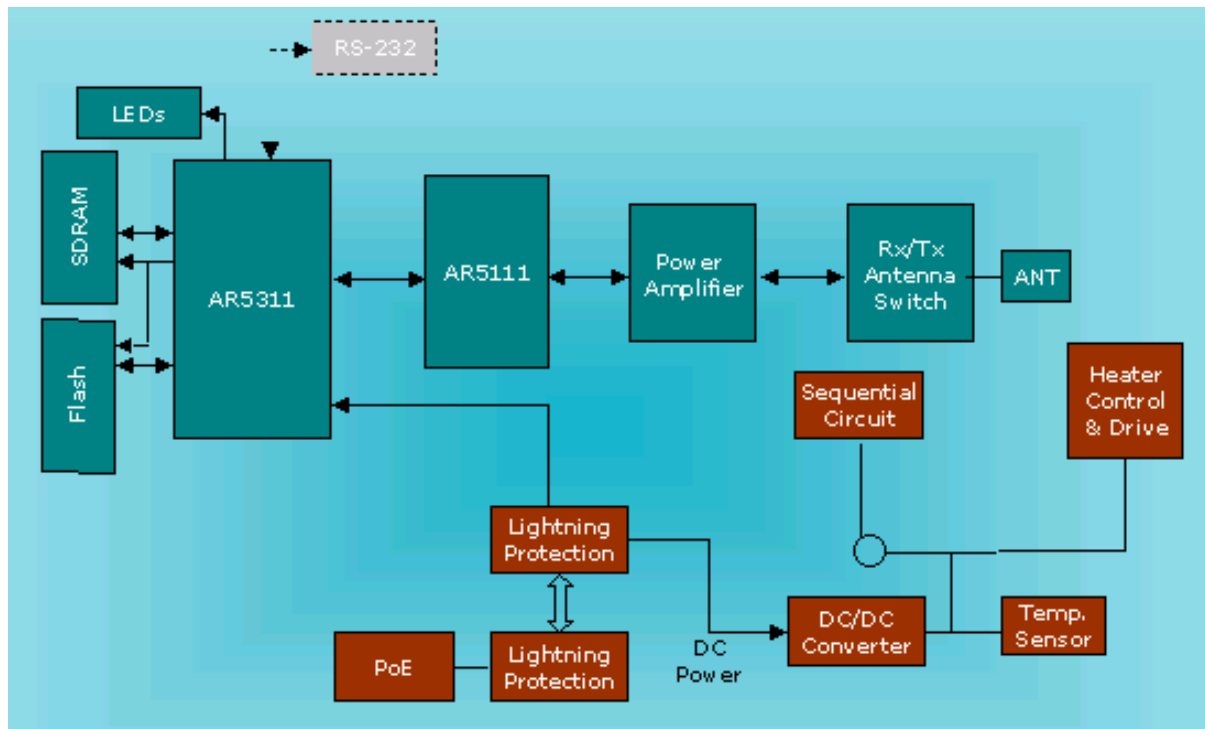 RS-232
LEDs
SDRAM
Flash
AR5311
AR5111
Power
Amplifier
Rx/Tx
Antenna
Switch
ANT
Sequential
Circuit
Heater
Control
& Drive
Lightning
Protection
PoE
Lightning
Protection
DC
Power
DC/DC
Converter
Temp.
Sensor